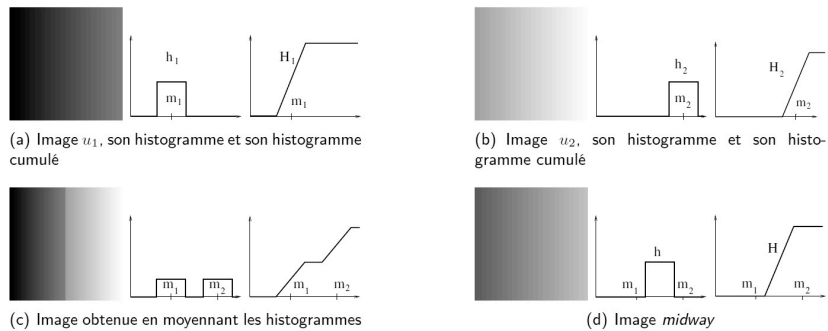 h₁
m₁
H₁
m₁
(a) Image u₁, son histogramme et son histogramme
cumulé
h₂
m₂
H₂
m₂
(b) Image u₂, son histogramme et son histo-
gramme cumulé
m₁ m₂
m₁ m₂
(c) Image obtenue en moyennant les histogrammes
h
m₁ m₂
H
m₁ m₂
(d) Image midway